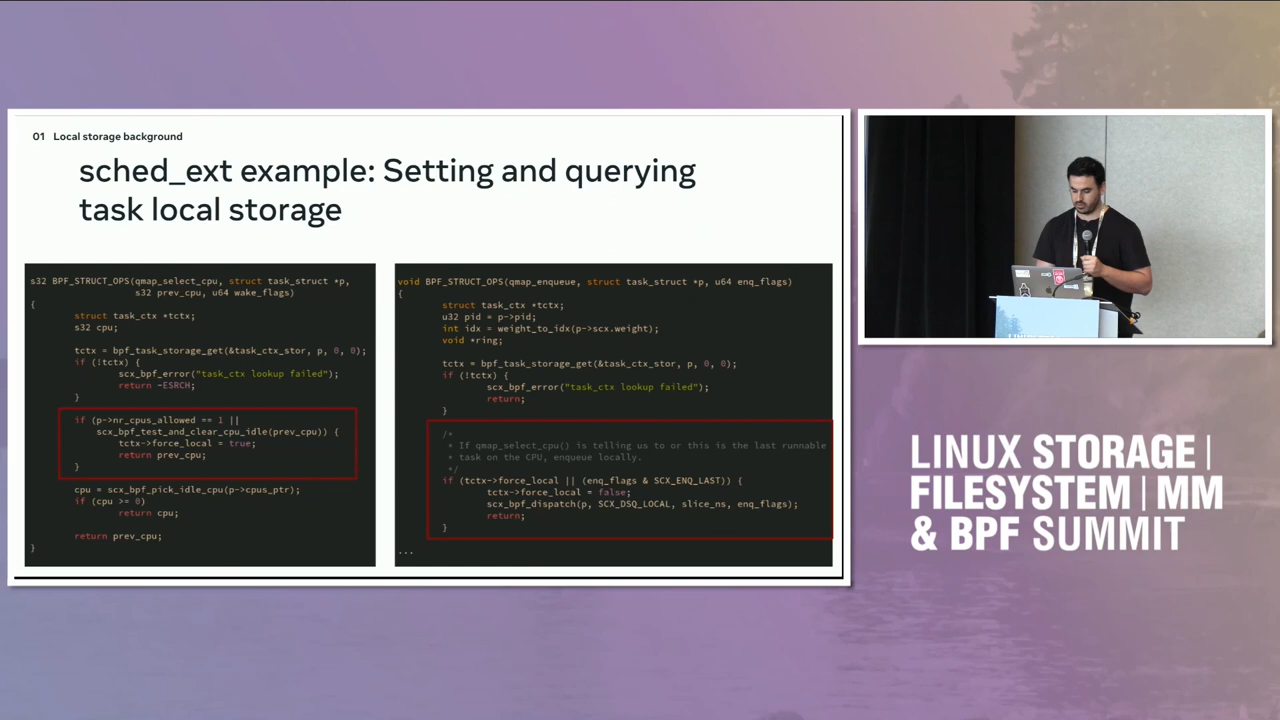 01 Local storage background
sched_ext example: Setting and querying
task local storage
s32 BPF_STRUCT_OPS(qmap_select_cpu, struct task_struct *p,
s32 prev_cpu, u64 wake_flags)
{
struct task_ctx *tctx;
s32 cpu;
tctx = bpf_task_storage_get(&task_ctx_stor, p, 0, 0);
if (!tctx) {
scx_bpf_error("task_ctx lookup failed");
return -ESRCH;
}
if (p->nr_cpus_allowed == 1 ||
scx_bpf_test_and_clear_cpu_idle(prev_cpu)) {
tctx->force_local = true;
return prev_cpu;
}
cpu = scx_bpf_pick_idle_cpu(p->cpus_ptr);
if (cpu >= 0)
return cpu;
return prev_cpu;
}
void BPF_STRUCT_OPS(qmap_enqueue, struct task_struct *p, u64 enq_flags)
{
struct task_ctx *tctx;
u32 pid = p->pid;
int idx = weight_to_idx(p->scx.weight);
void *ring;
tctx = bpf_task_storage_get(&task_ctx_stor, p, 0, 0);
if (!tctx) {
scx_bpf_error("task_ctx lookup failed");
return;
}
/*
* If qmap_select_cpu() is telling us to or this is the last runnable
* task on the CPU, enqueue locally.
*/
if (tctx->force_local || (enq_flags & SCX_ENQ_LAST)) {
tctx->force_local = false;
scx_bpf_dispatch(p, SCX_DSQ_LOCAL, slice_ns, enq_flags);
return;
}
...
LINUX STORAGE |
FILESYSTEM | MM
& BPF SUMMIT